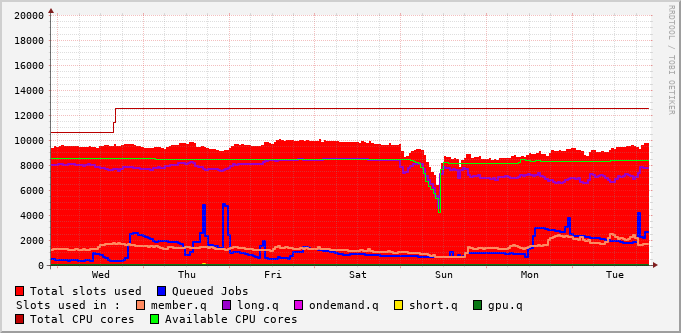 RRDTOOL / TOBI OETIKER
20000
18000
16000
14000
12000
10000
8000
6000
4000
2000
0
Wed Thu Fri Sat Sun Mon Tue
Total slots used Queued Jobs
Slots used in : member.q long.q ondemand.q short.q gpu.q
Total CPU cores Available CPU cores